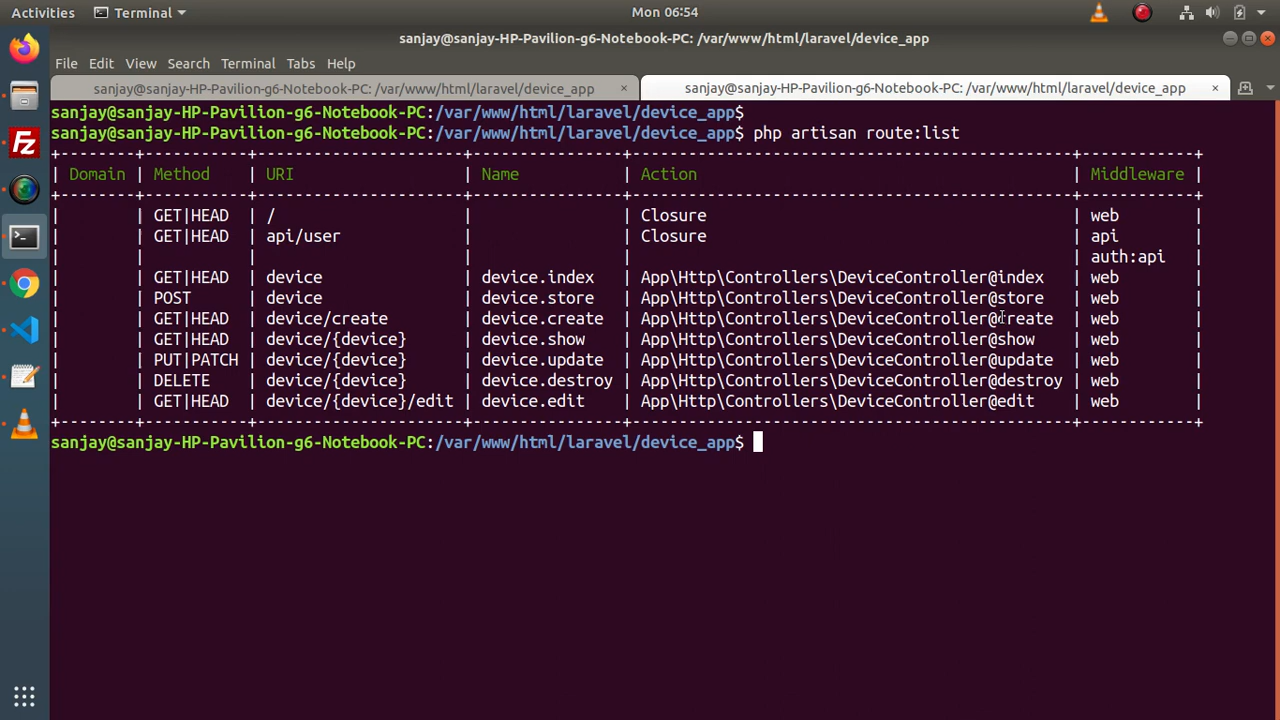 Activities Terminal Mon 06:54
sanjay@sanjay-HP-Pavilion-g6-Notebook-PC: /var/www/html/laravel/device_app
File Edit View Search Terminal Tabs Help
sanjay@sanjay-HP-Pavilion-g6-Notebook-PC: /var/www/html/laravel/device_app × sanjay@sanjay-HP-Pavilion-g6-Notebook-PC: /var/www/html/laravel/device_app ×
sanjay@sanjay-HP-Pavilion-g6-Notebook-PC:/var/www/html/laravel/device_app$
sanjay@sanjay-HP-Pavilion-g6-Notebook-PC:/var/www/html/laravel/device_app$ php artisan route:list
+--------+-----------+----------------------+----------------+-----------------------------------------------+------------+
| Domain | Method | URI | Name | Action | Middleware |
+--------+-----------+----------------------+----------------+-----------------------------------------------+------------+
| | GET|HEAD | / | | Closure | web |
| | GET|HEAD | api/user | | Closure | api |
| | | | | | auth:api |
| | GET|HEAD | device | device.index | App\Http\Controllers\DeviceController@index | web |
| | POST | device | device.store | App\Http\Controllers\DeviceController@store | web |
| | GET|HEAD | device/create | device.create | App\Http\Controllers\DeviceController@create | web |
| | GET|HEAD | device/{device} | device.show | App\Http\Controllers\DeviceController@show | web |
| | PUT|PATCH | device/{device} | device.update | App\Http\Controllers\DeviceController@update | web |
| | DELETE | device/{device} | device.destroy | App\Http\Controllers\DeviceController@destroy | web |
| | GET|HEAD | device/{device}/edit | device.edit | App\Http\Controllers\DeviceController@edit | web |
+--------+-----------+----------------------+----------------+-----------------------------------------------+------------+
sanjay@sanjay-HP-Pavilion-g6-Notebook-PC:/var/www/html/laravel/device_app$